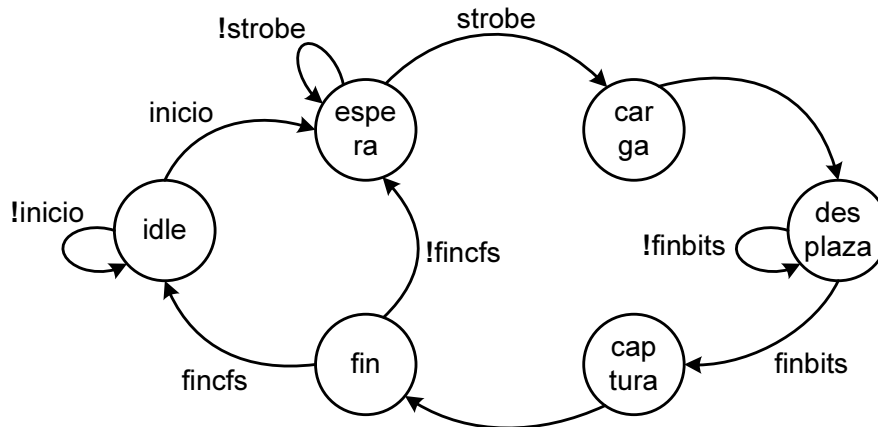 !strobe
strobe
inicio
espe
ra
car
ga
!inicio
idle
des
plaza
!finbits
!fincfs
fincfs
fin
cap
tura
finbits